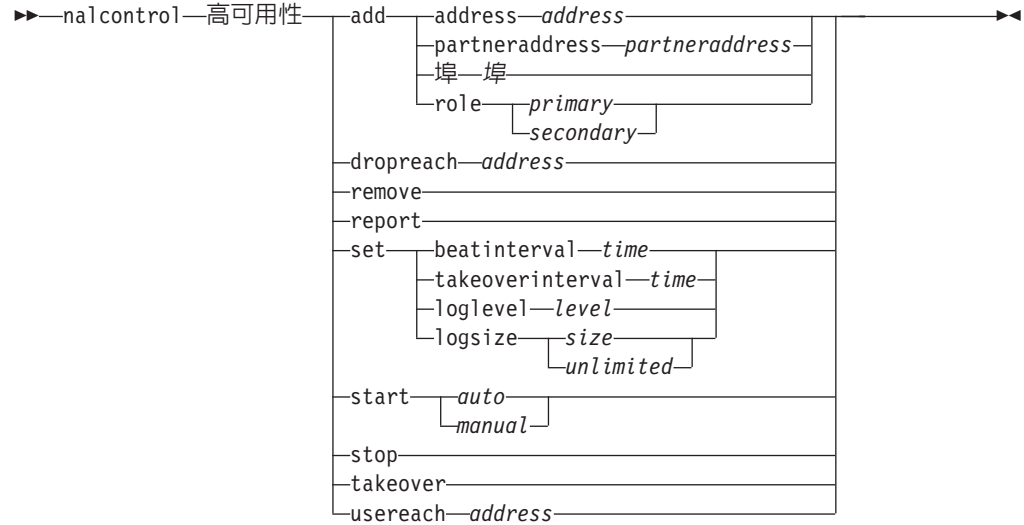 nalcontrol 高可用性 add address address
partneraddress partneraddress
埠 埠
role primary
secondary
dropreach address
remove
report
set beatinterval time
takeoverinterval time
loglevel level
logsize size
unlimited
start auto
manual
stop
takeover
usereach address